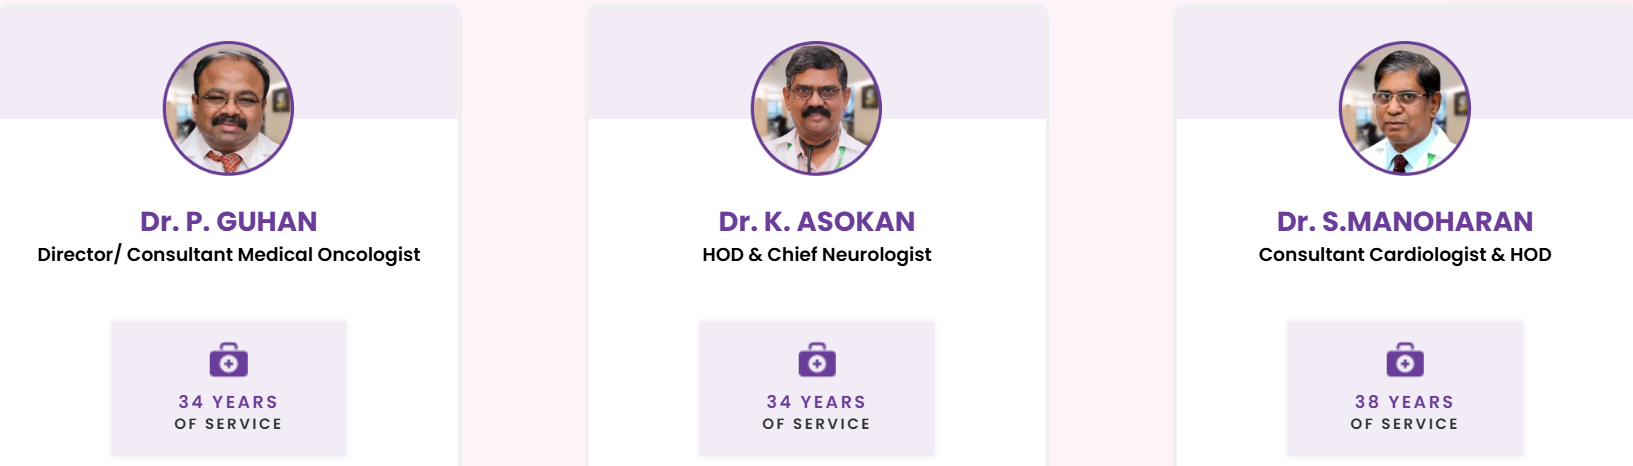 Dr. P. GUHAN
Director/ Consultant Medical Oncologist
34 YEARS
OF SERVICE
Dr. K. ASOKAN
HOD & Chief Neurologist
34 YEARS
OF SERVICE
Dr. S.MANOHARAN
Consultant Cardiologist & HOD
38 YEARS
OF SERVICE